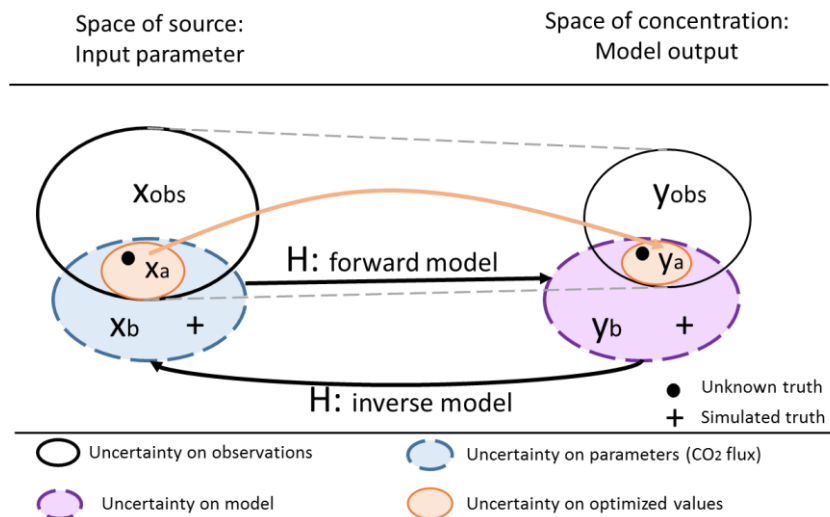 Space of source:
Input parameter
Space of concentration:
Model output
xobs
yobs
xa
ya
H: forward model
xb +
yb +
H: inverse model
Unknown truth
+ Simulated truth
Uncertainty on observations
Uncertainty on parameters (CO2 flux)
Uncertainty on model
Uncertainty on optimized values